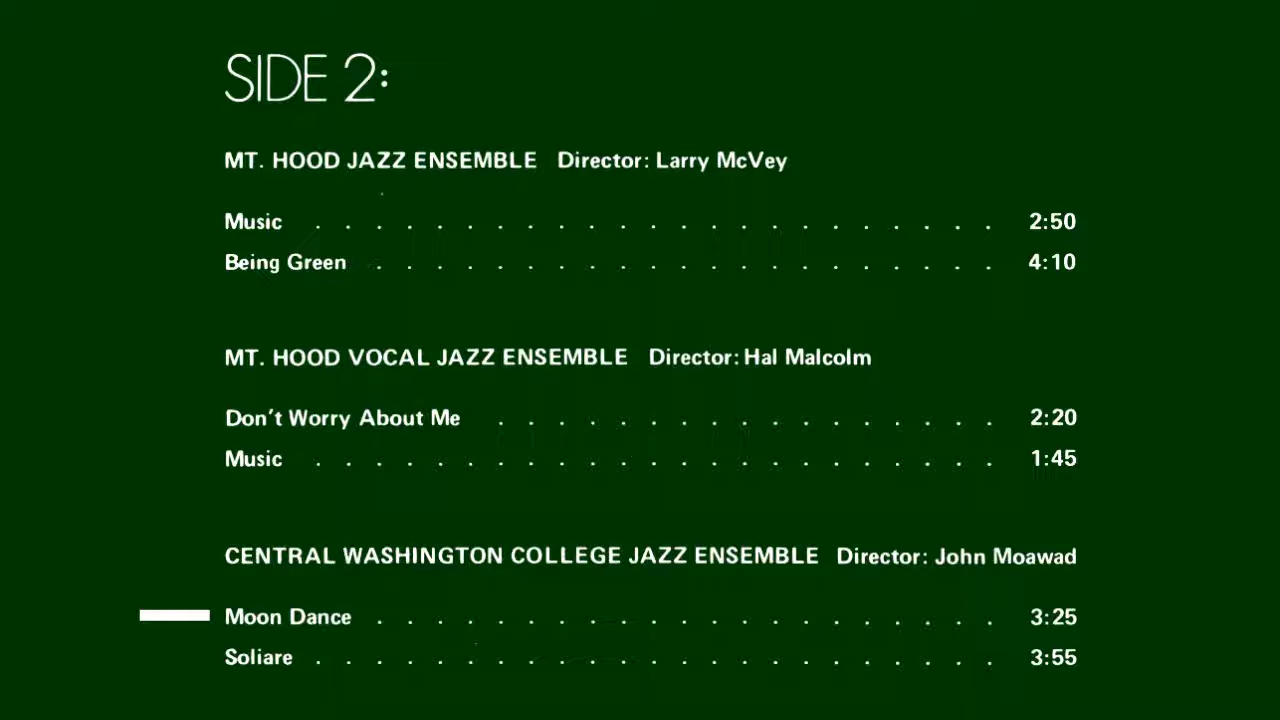 SIDE 2:
MT. HOOD JAZZ ENSEMBLE Director: Larry McVey
Music . . . . . . . . . . . . . . . . . . . . . . . 2:50
Being Green . . . . . . . . . . . . . . . . . . . . . 4:10
MT. HOOD VOCAL JAZZ ENSEMBLE Director: Hal Malcolm
Don't Worry About Me . . . . . . . . . . . . . . . . . 2:20
Music . . . . . . . . . . . . . . . . . . . . . . . 1:45
CENTRAL WASHINGTON COLLEGE JAZZ ENSEMBLE Director: John Moawad
Moon Dance . . . . . . . . . . . . . . . . . . . . . 3:25
Soliare . . . . . . . . . . . . . . . . . . . . . . . 3:55